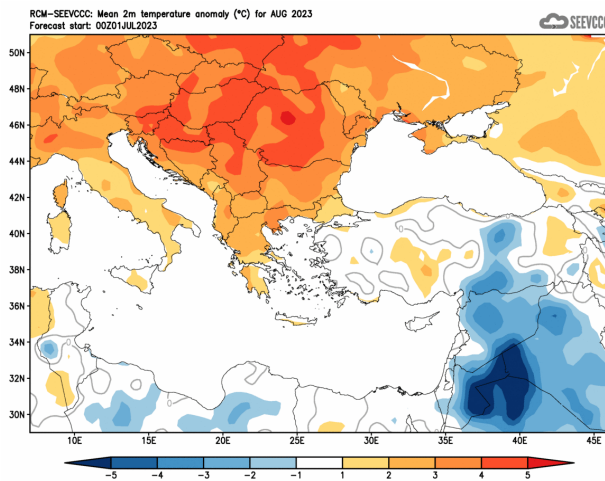 RCM-SEEVCCC: Mean 2m temperature anomaly (°C) for AUG 2023
Forecast start: 00Z01JUL2023
SEEVCCC
50N
48N
46N
44N
42N
40N
38N
36N
34N
32N
30N
10E 15E 20E 25E 30E 35E 40E 45E
-5 -4 -3 -2 -1 1 2 3 4 5